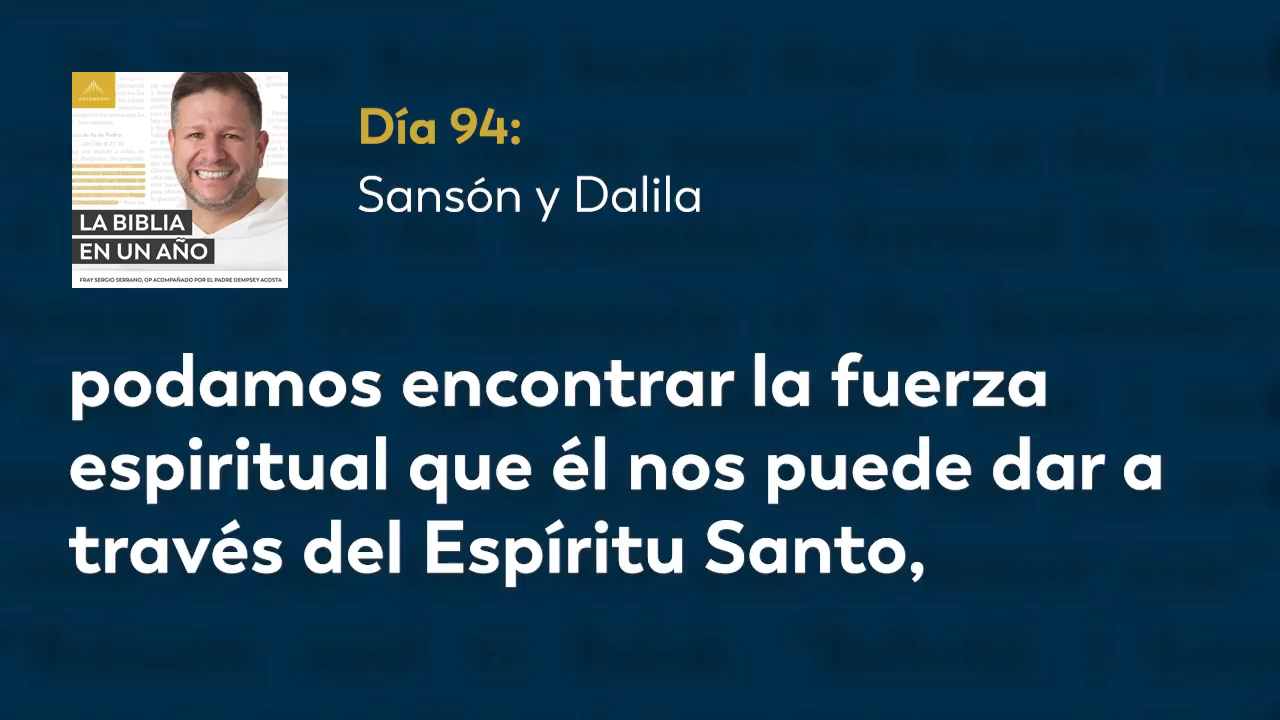 Día 94:
Sansón y Dalila
LA BIBLIA
EN UN AÑO
FRAY SERGIO SERRANO, OP ACOMPAÑADO POR EL PADRE DEMPSEY ACOSTA
podamos encontrar la fuerza
espiritual que él nos puede dar a
través del Espíritu Santo,